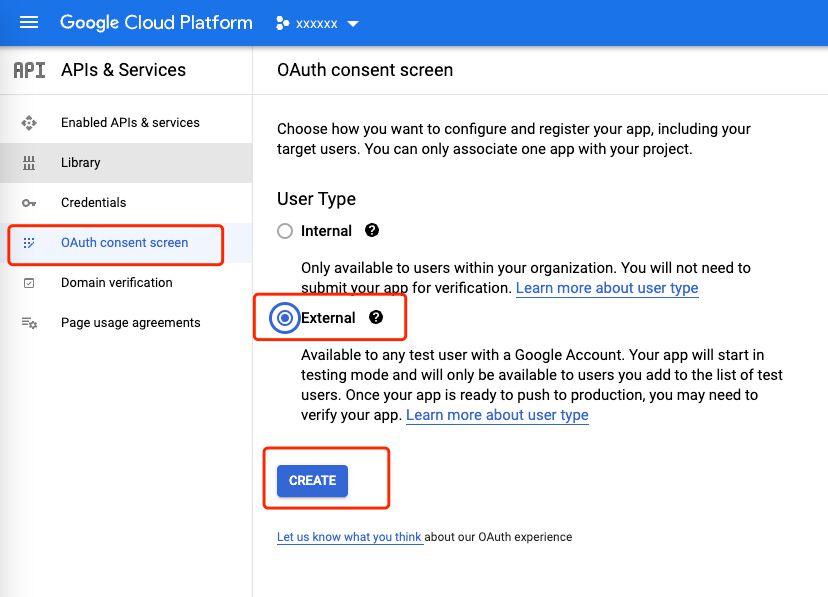 Google Cloud Platform
xxxxxx
API
APIs & Services
OAuth consent screen
Enabled APIs & services
Library
Credentials
OAuth consent screen
Domain verification
Page usage agreements
Choose how you want to configure and register your app, including your
target users. You can only associate one app with your project.
User Type
Internal ?
Only available to users within your organization. You will not need to
submit your app for verification. Learn more about user type
External ?
Available to any test user with a Google Account. Your app will start in
testing mode and will only be available to users you add to the list of test
users. Once your app is ready to push to production, you may need to
verify your app. Learn more about user type
CREATE
Let us know what you think about our OAuth experience